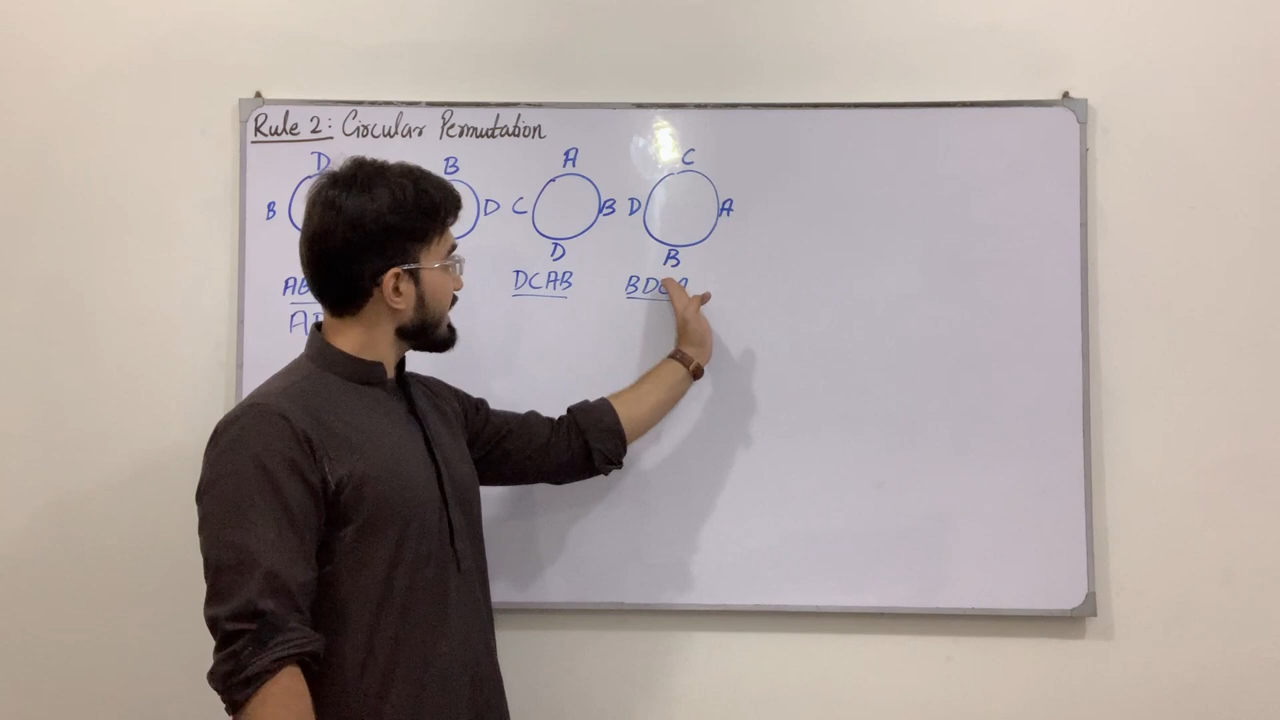 Rule 2: Circular Permutation
D B A C
B D C B D A
D B
DCAB